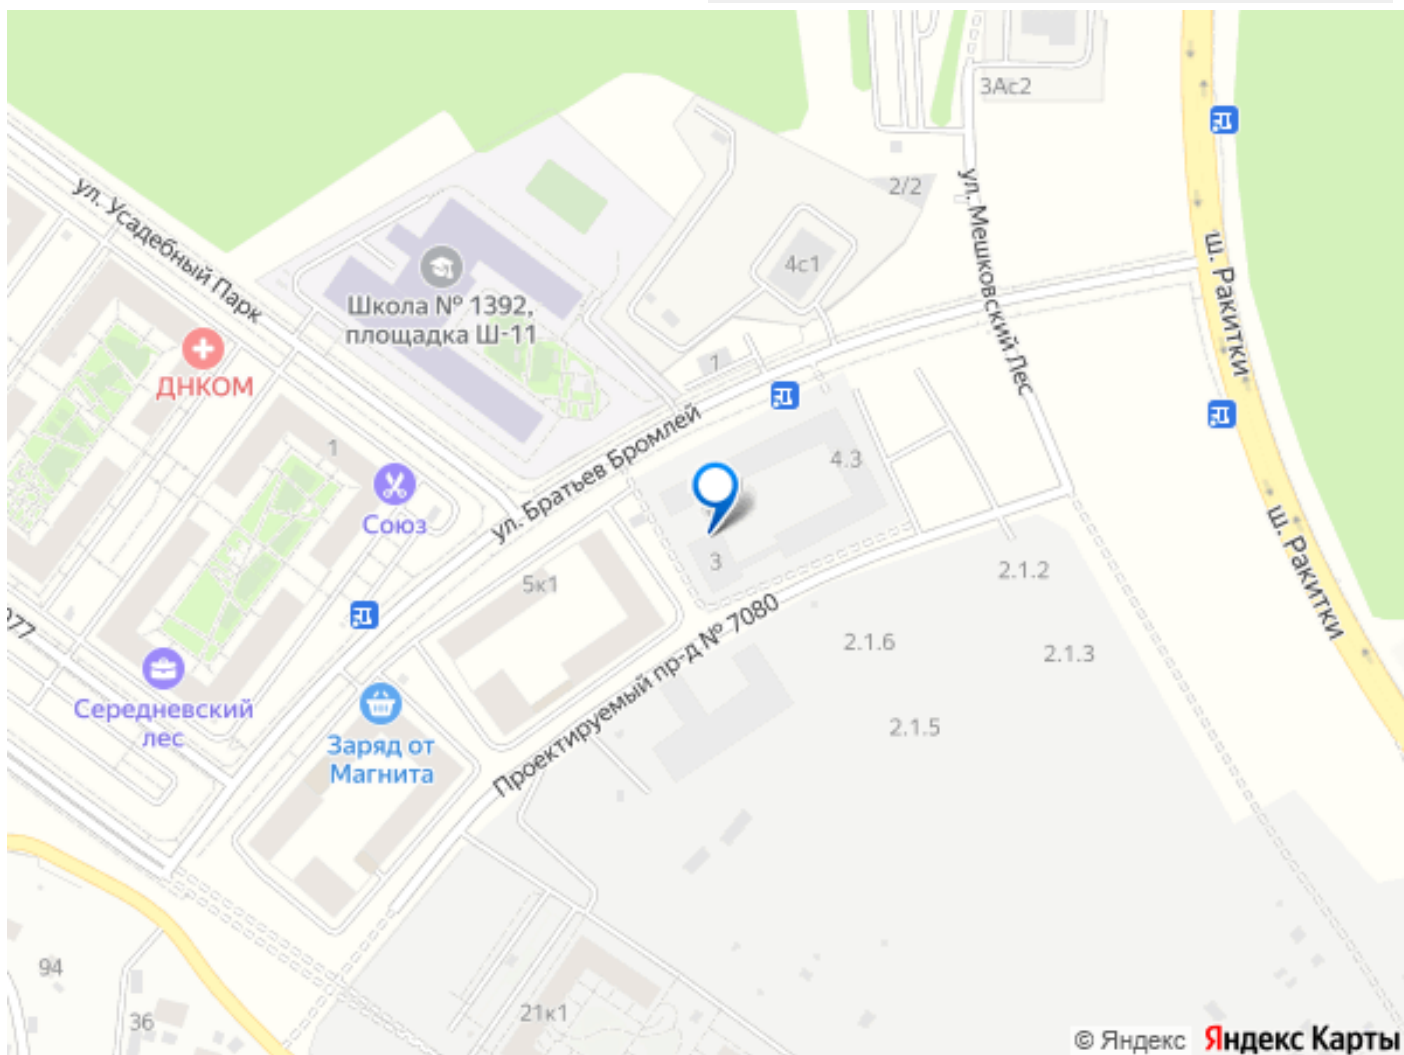 3Ас2
ул. Усадебный Парк
2/2
ул. Мешковский Лес
ш. Ракитки
4с1
Школа № 1392,
площадка Ш-11
ДНКОМ
1
ул. Братьев Бромлей
1
4.3
Союз
3
5к1
2.1.2
ш. Ракитки
077
2.1.6
2.1.3
Проектируемый пр-д № 7080
Середневский
лес
2.1.5
Заряд от
Магнита
94
36
21к1
© Яндекс Яндекс Карты